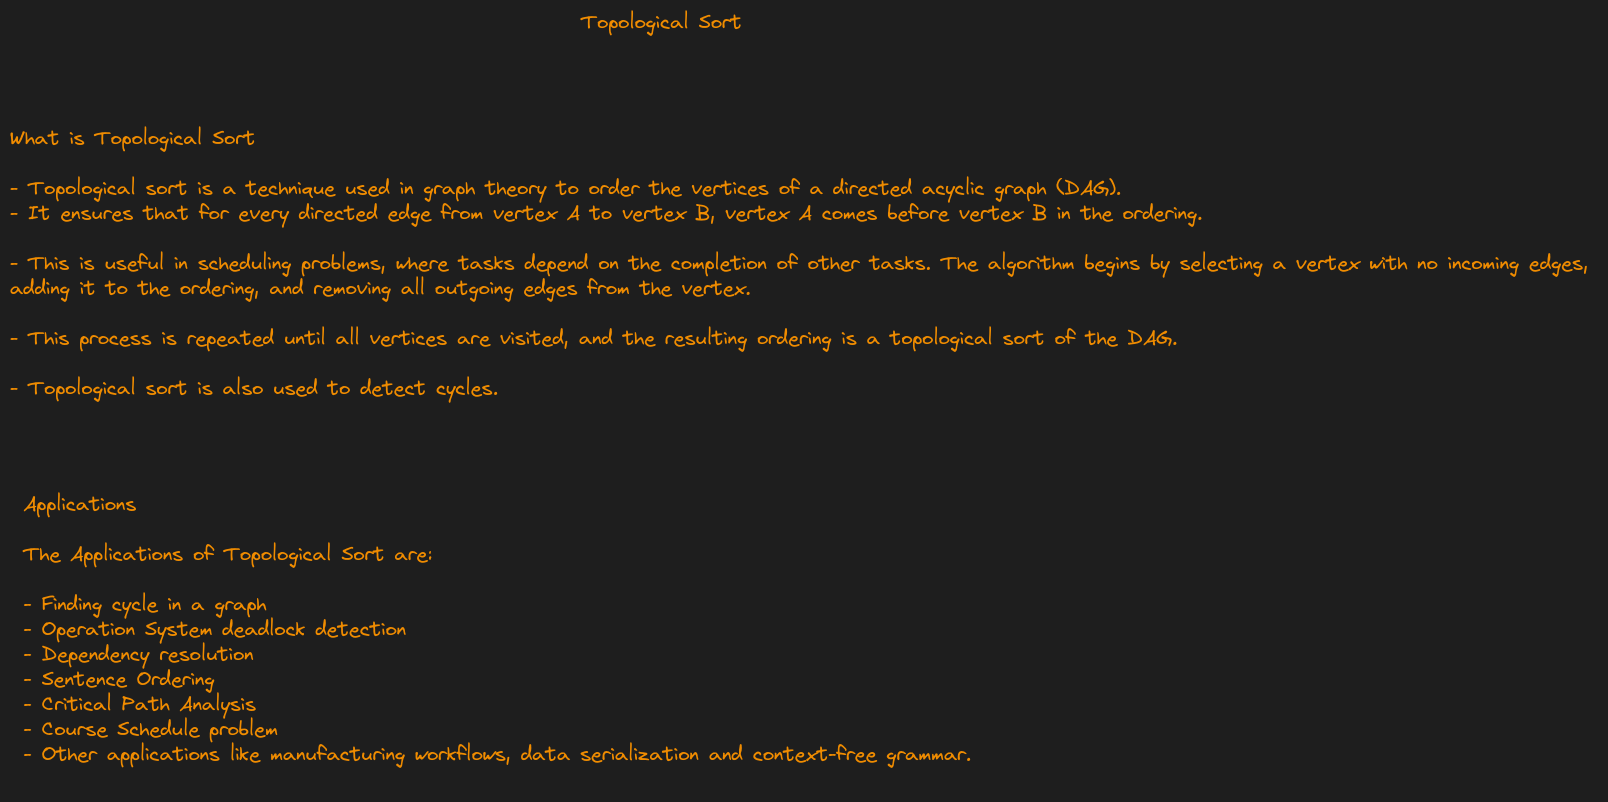 Topological Sort
What is Topological Sort
- Topological sort is a technique used in graph theory to order the vertices of a directed acyclic graph (DAG).
- It ensures that for every directed edge from vertex A to vertex B, vertex A comes before vertex B in the ordering.
- This is useful in scheduling problems, where tasks depend on the completion of other tasks. The algorithm begins by selecting a vertex with no incoming edges,
adding it to the ordering, and removing all outgoing edges from the vertex.
- This process is repeated until all vertices are visited, and the resulting ordering is a topological sort of the DAG.
- Topological sort is also used to detect cycles.
Applications
The Applications of Topological Sort are:
- Finding cycle in a graph
- Operation System deadlock detection
- Dependency resolution
- Sentence Ordering
- Critical Path Analysis
- Course Schedule problem
- Other applications like manufacturing workflows, data serialization and context-free grammar.